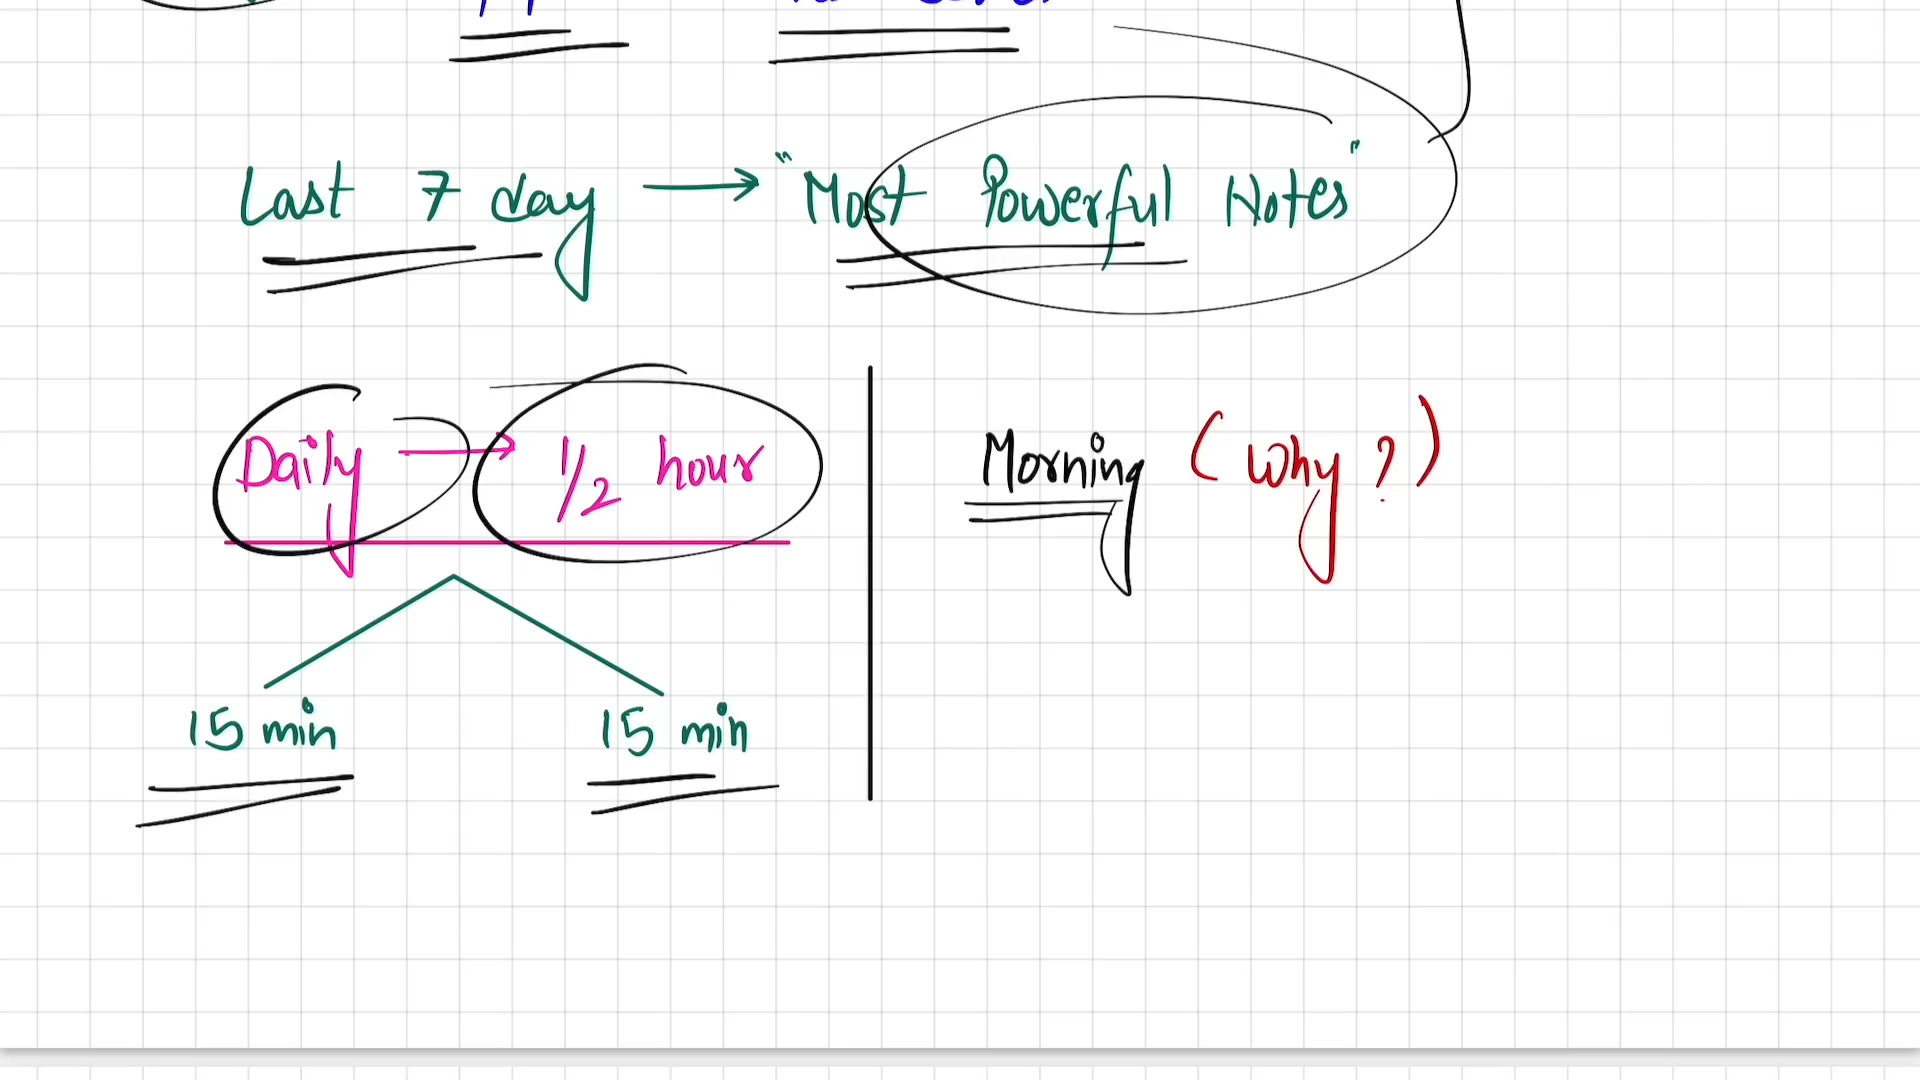 Last 7 day → "Most Powerful Notes"
Daily → 1/2 hour
15 min 15 min
Morning (Why?)